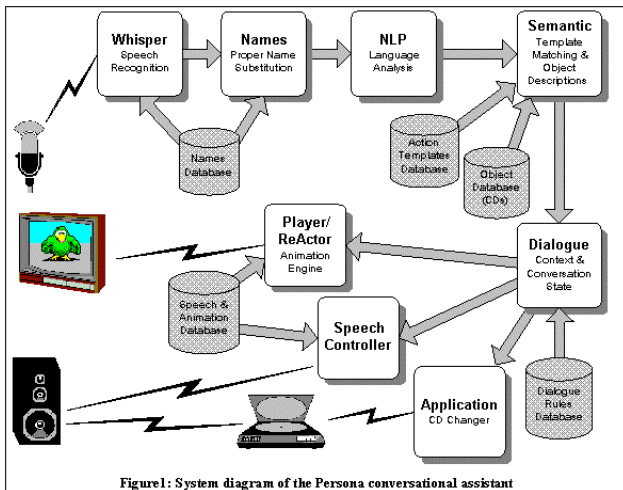 Whisper
Speech
Recognition
Names
Proper Name
Substitution
NLP
Language
Analysis
Semantic
Template
Matching &
Object
Descriptions
Names
Database
Action
Templates
Database
Object
Database
(CDs)
Player/
ReActor
Animation
Engine
Dialogue
Context &
Conversation
State
Speech &
Animation
Database
Speech
Controller
Application
CD Changer
Dialogue
Rules
Database
Figure1: System diagram of the Persona conversational assistant